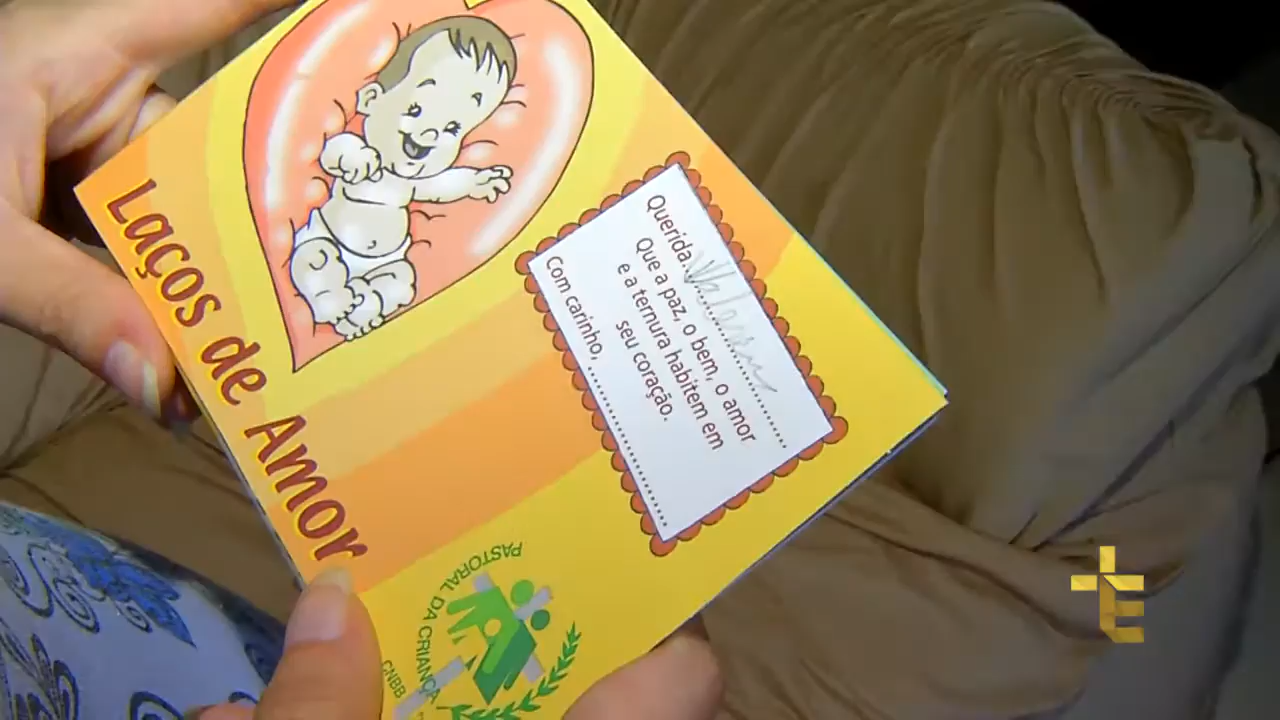 Laços de Amor
Querida
Que a paz, o bem, o amor
e a ternura habitem em
seu coração.
Com carinho,
PASTORAL DA CRIANÇA
CNBB